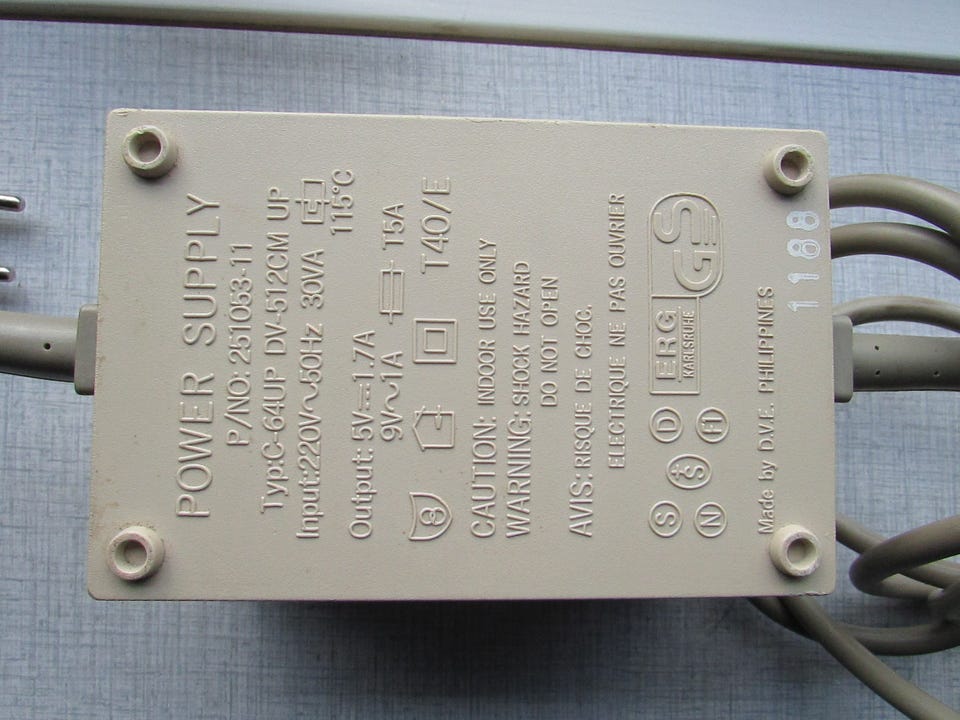 POWER SUPPLY
P/NO: 251053-11
Typ:C-64UP DV-512CM UP
Input:220V~50Hz 30VA
115°C
Output: 5V⎓1.7A
9V~1A T5A
T40/E
CAUTION: INDOOR USE ONLY
WARNING: SHOCK HAZARD
DO NOT OPEN
AVIS: RISQUE DE CHOC.
ELECTRIQUE NE PAS OUVRIER
S D ERG KARLSRUHE GS
N S FI
Made by D.V.E. PHILIPPINES
1188